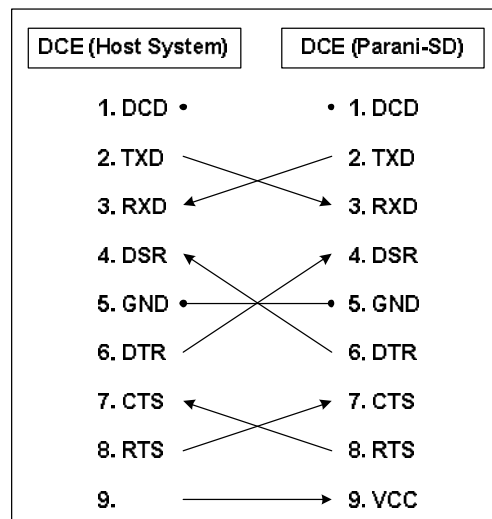 DCE (Host System) DCE (Parani-SD)
1. DCD 1. DCD
2. TXD 2. TXD
3. RXD 3. RXD
4. DSR 4. DSR
5. GND 5. GND
6. DTR 6. DTR
7. CTS 7. CTS
8. RTS 8. RTS
9. 9. VCC